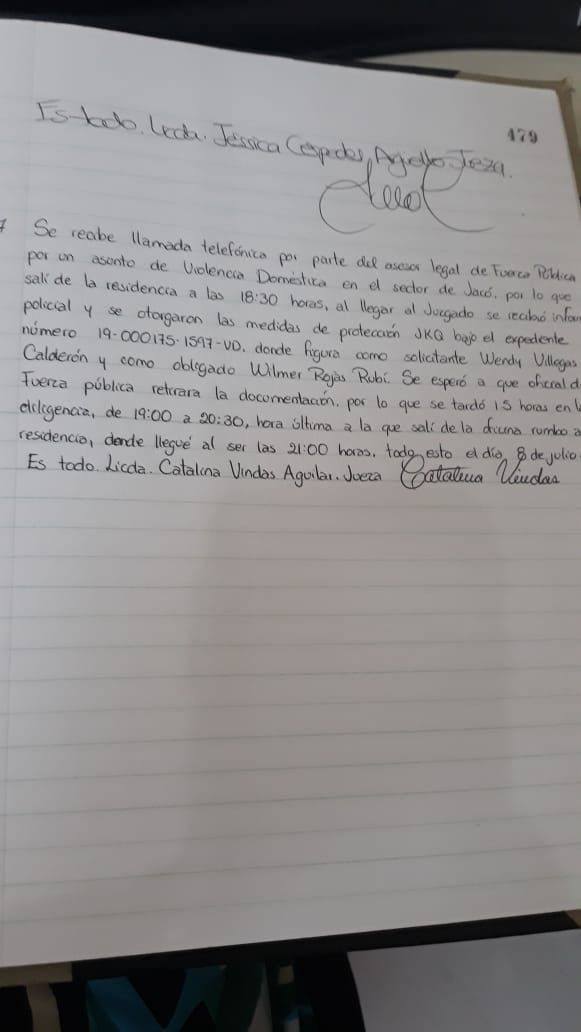 479
Es todo. Licda. Jéssica Céspedes Argüello. Jueza.
Se recibe llamada telefónica por parte del asesor legal de Fuerza Pública
por un asunto de Violencia Doméstica en el sector de Jacó, por lo que
salí de la residencia a las 18:30 horas, al llegar al Juzgado se recibió
policial y se otorgaron las medidas de protección JKQ bajo el expediente
número 19-000175-1597-VD, donde figura como solicitante Wendy Villegas
Calderón y como obligado Wilmer Rojas Rubí. Se esperó a que oficial
Fuerza pública retirara la documentación, por lo que se tardó 1.5 horas en
diligencia, de 19:00 a 20:30, hora última a la que salí de la oficina rumbo a
residencia, donde llegué al ser las 21:00 horas, todo esto el día 8 de julio.
Es todo. Licda. Catalina Vindas Aguilar. Jueza Catalina Vindas